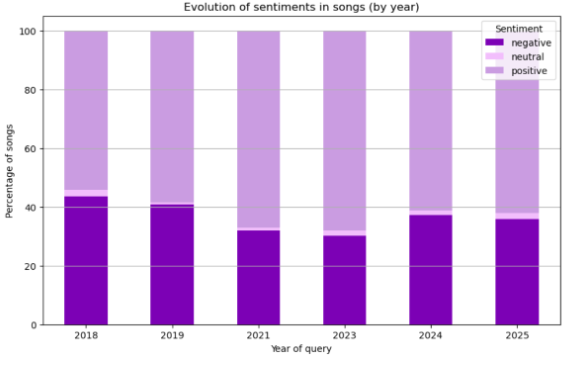 Evolution of sentiments in songs (by year)
Sentiment
negative
neutral
positive
Percentage of songs
100
80
60
40
20
0
2018 2019 2021 2023 2024 2025
Year of query